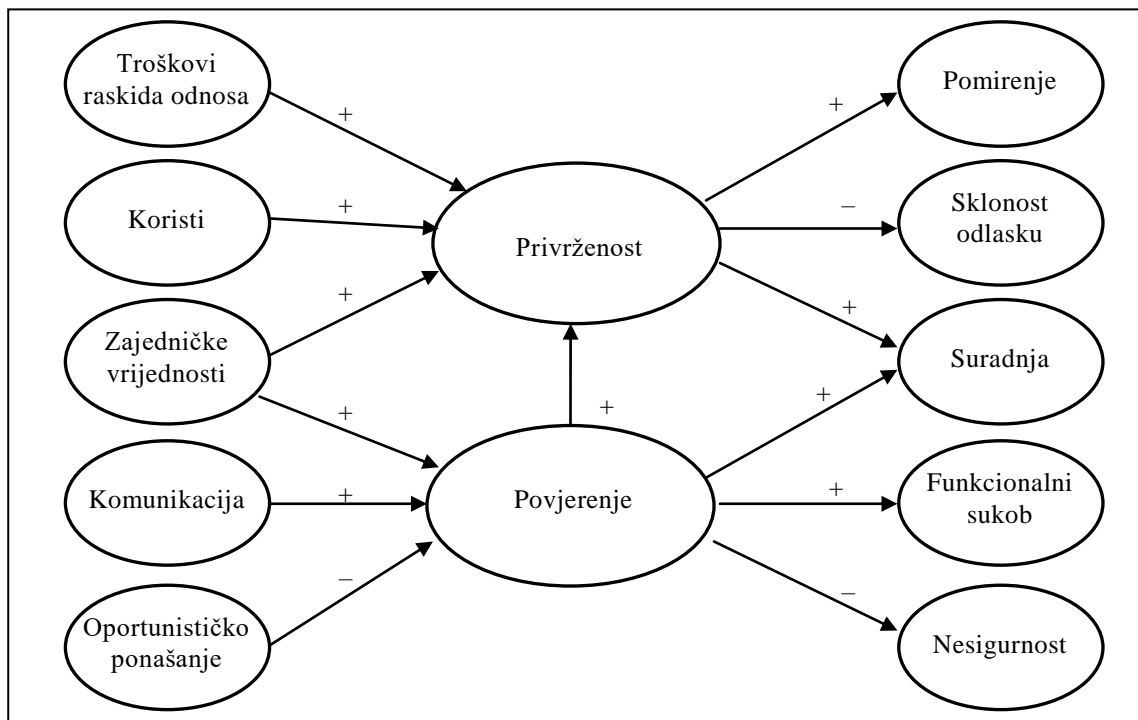 Troškovi
raskida odnosa
+
Koristi
+
Zajedničke
vrijednosti
+
+
Komunikacija
+
Oportunističko
ponašanje
–
Privrženost
+
Povjerenje
+
–
+
+
+
–
Pomirenje
Sklonost
odlasku
Suradnja
Funkcionalni
sukob
Nesigurnost